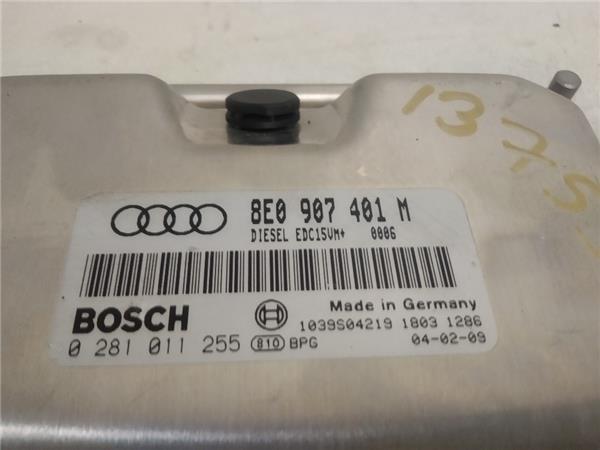 1375
8E0 907 401 M
DIESEL EDC15VM+ 0006
BOSCH
Made in Germany
1039S04219 1803 1286
0 281 011 255 810 BPG 04-02-09